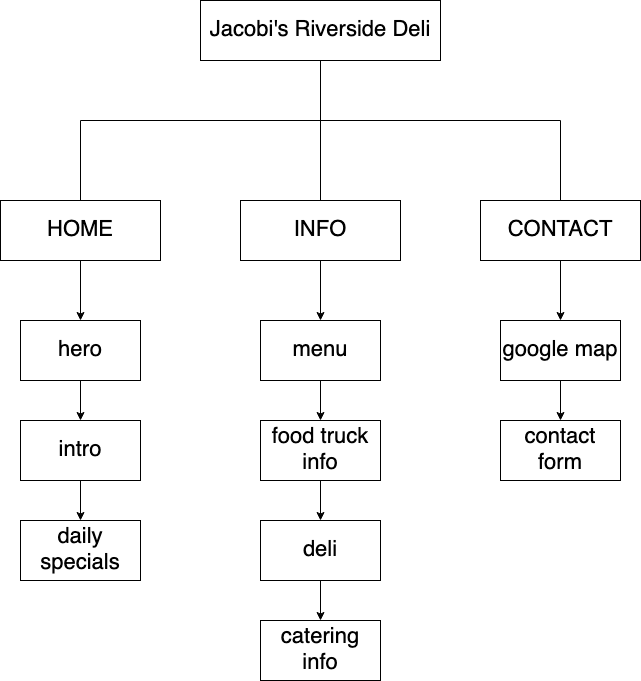 Jacobi's Riverside Deli
HOME
INFO
CONTACT
hero
menu
google map
intro
food truck
info
contact
form
daily
specials
deli
catering
info